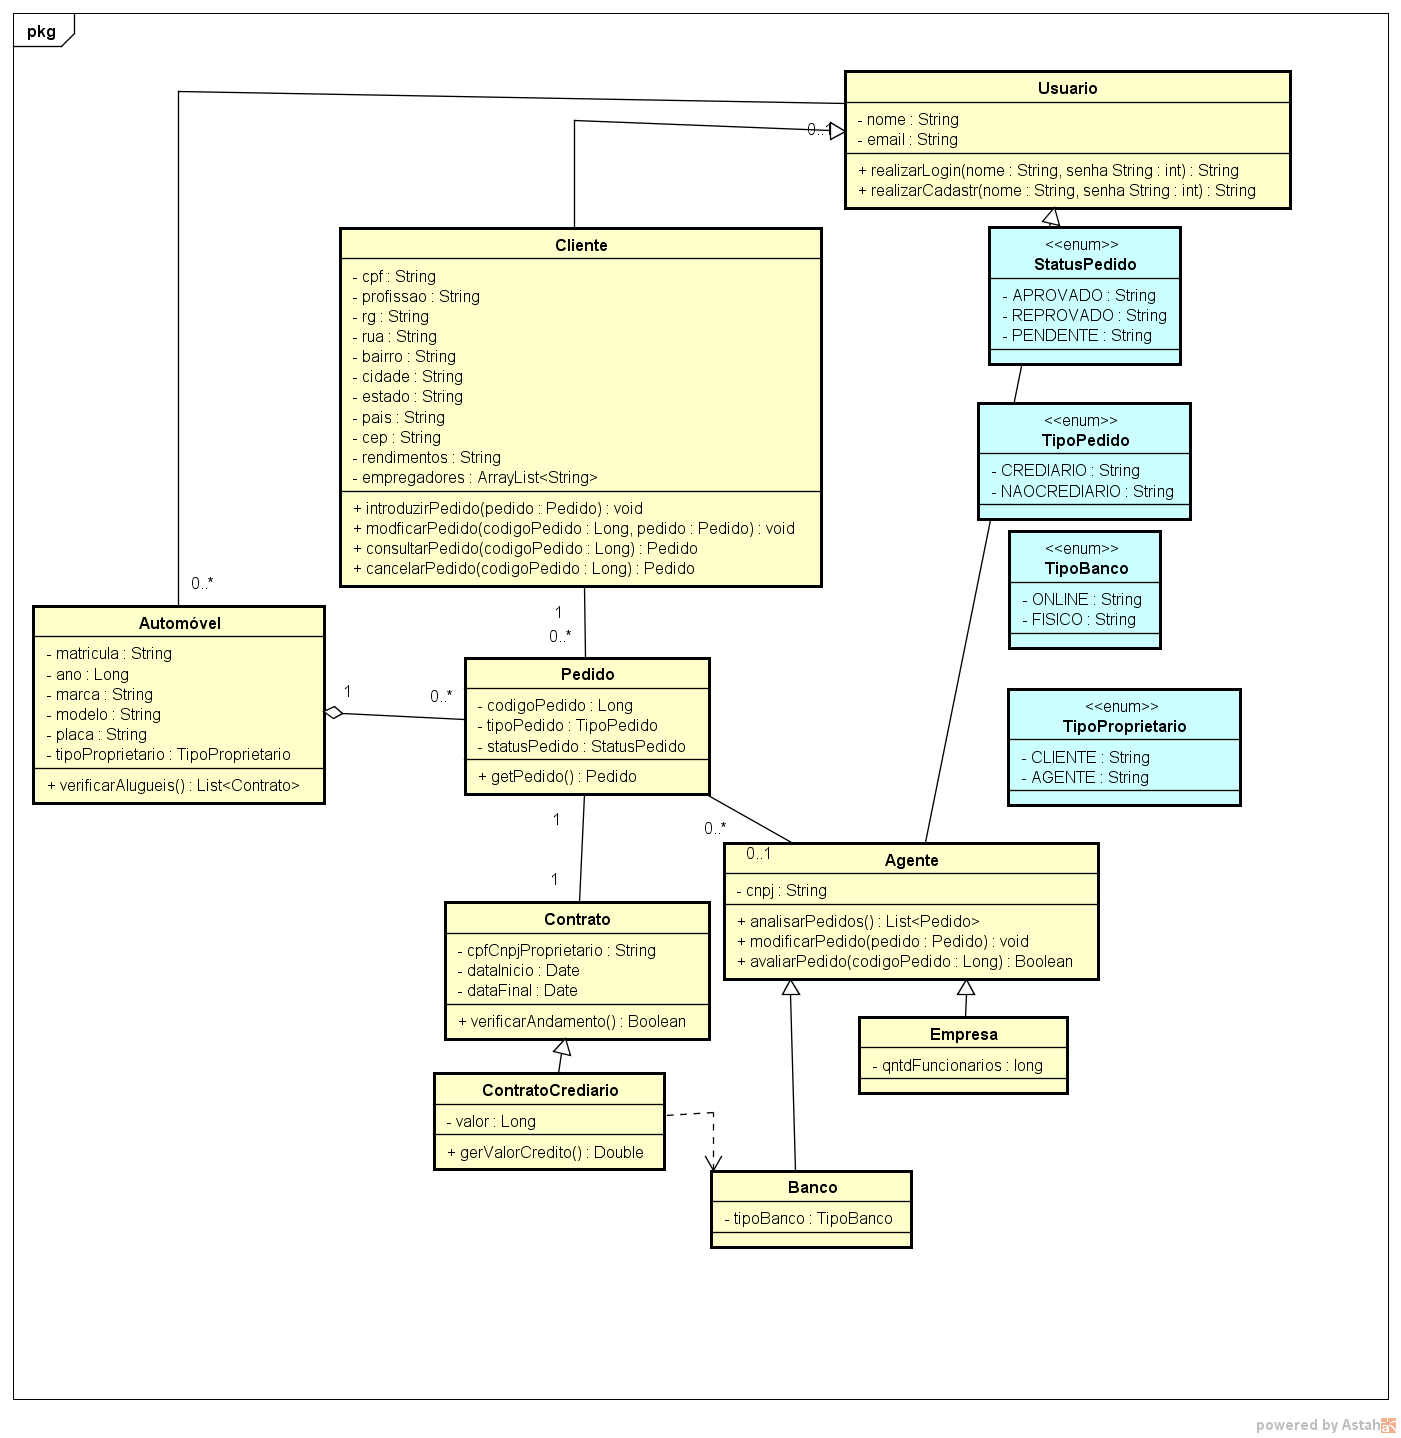 pkg
Usuario
- nome : String
- email : String
+ realizarLogin(nome : String, senha String : int) : String
+ realizarCadastr(nome : String, senha String : int) : String
0..1
<<enum>>
StatusPedido
- APROVADO : String
- REPROVADO : String
- PENDENTE : String
Cliente
- cpf : String
- profissao : String
- rg : String
- rua : String
- bairro : String
- cidade : String
- estado : String
- pais : String
- cep : String
- rendimentos : String
- empregadores : ArrayList<String>
+ introduzirPedido(pedido : Pedido) : void
+ modficarPedido(codigoPedido : Long, pedido : Pedido) : void
+ consultarPedido(codigoPedido : Long) : Pedido
+ cancelarPedido(codigoPedido : Long) : Pedido
<<enum>>
TipoPedido
- CREDIARIO : String
- NAOCREDIARIO : String
<<enum>>
TipoBanco
- ONLINE : String
- FISICO : String
0..*
1
0..*
Automóvel
- matricula : String
- ano : Long
- marca : String
- modelo : String
- placa : String
- tipoProprietario : TipoProprietario
+ verificarAlugueis() : List<Contrato>
1
0..*
Pedido
- codigoPedido : Long
- tipoPedido : TipoPedido
- statusPedido : StatusPedido
+ getPedido() : Pedido
<<enum>>
TipoProprietario
- CLIENTE : String
- AGENTE : String
1
0..*
0..1
1
Agente
- cnpj : String
+ analisarPedidos() : List<Pedido>
+ modificarPedido(pedido : Pedido) : void
+ avaliarPedido(codigoPedido : Long) : Boolean
Contrato
- cpfCnpjProprietario : String
- dataInicio : Date
- dataFinal : Date
+ verificarAndamento() : Boolean
Empresa
- qntdFuncionarios : long
ContratoCrediario
- valor : Long
+ gerValorCredito() : Double
Banco
- tipoBanco : TipoBanco
powered by Astah